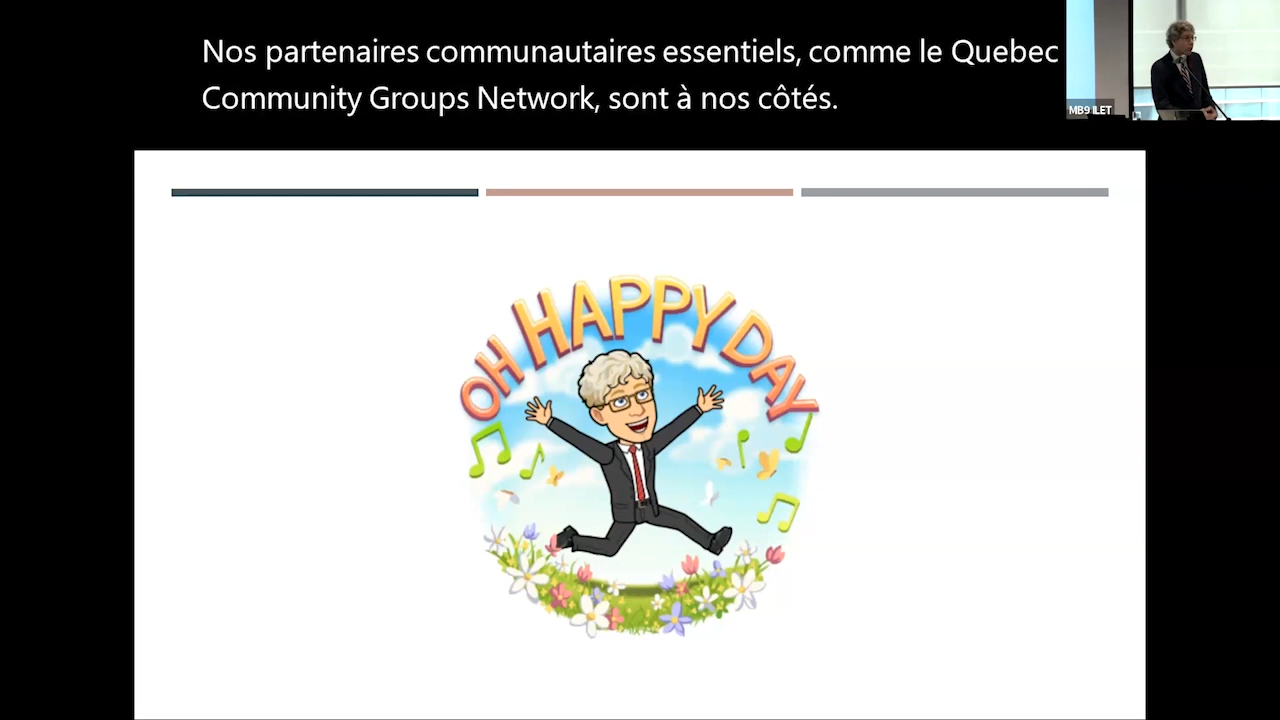 Nos partenaires communautaires essentiels, comme le Quebec
Community Groups Network, sont à nos côtés.
MB9 ILET
OH HAPPY DAY